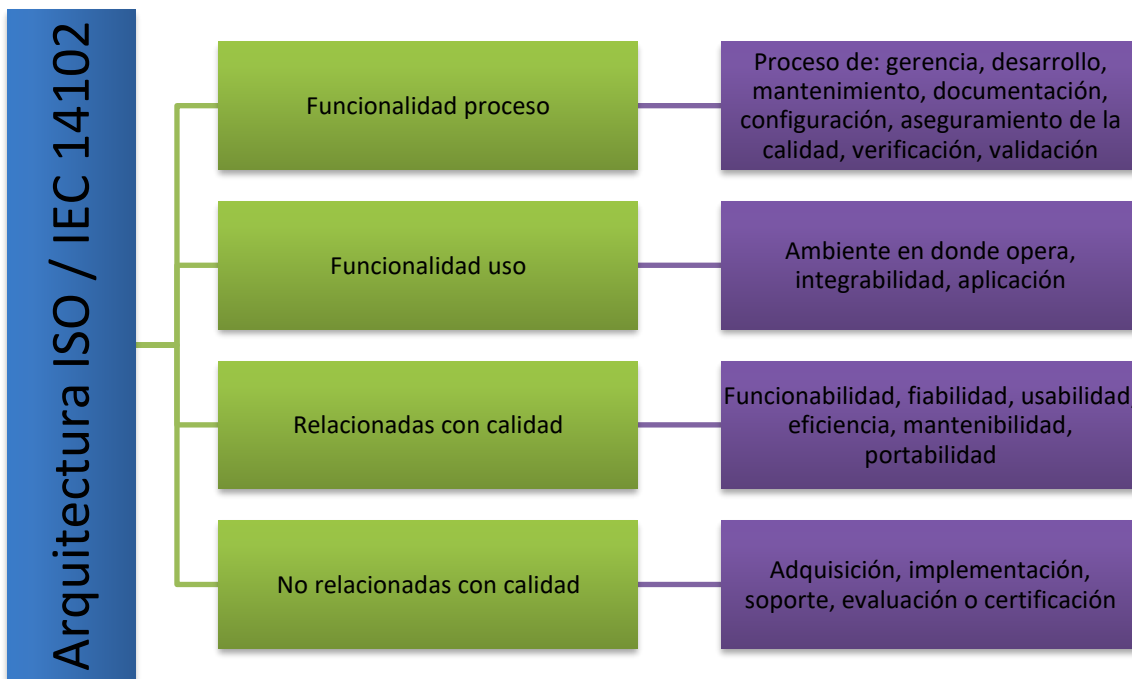 Arquitectura ISO / IEC 14102
Funcionalidad proceso
Proceso de: gerencia, desarrollo,
mantenimiento, documentación,
configuración, aseguramiento de la
calidad, verificación, validación
Funcionalidad uso
Ambiente en donde opera,
integrabilidad, aplicación
Relacionadas con calidad
Funcionabilidad, fiabilidad, usabilidad,
eficiencia, mantenibilidad,
portabilidad
No relacionadas con calidad
Adquisición, implementación,
soporte, evaluación o certificación